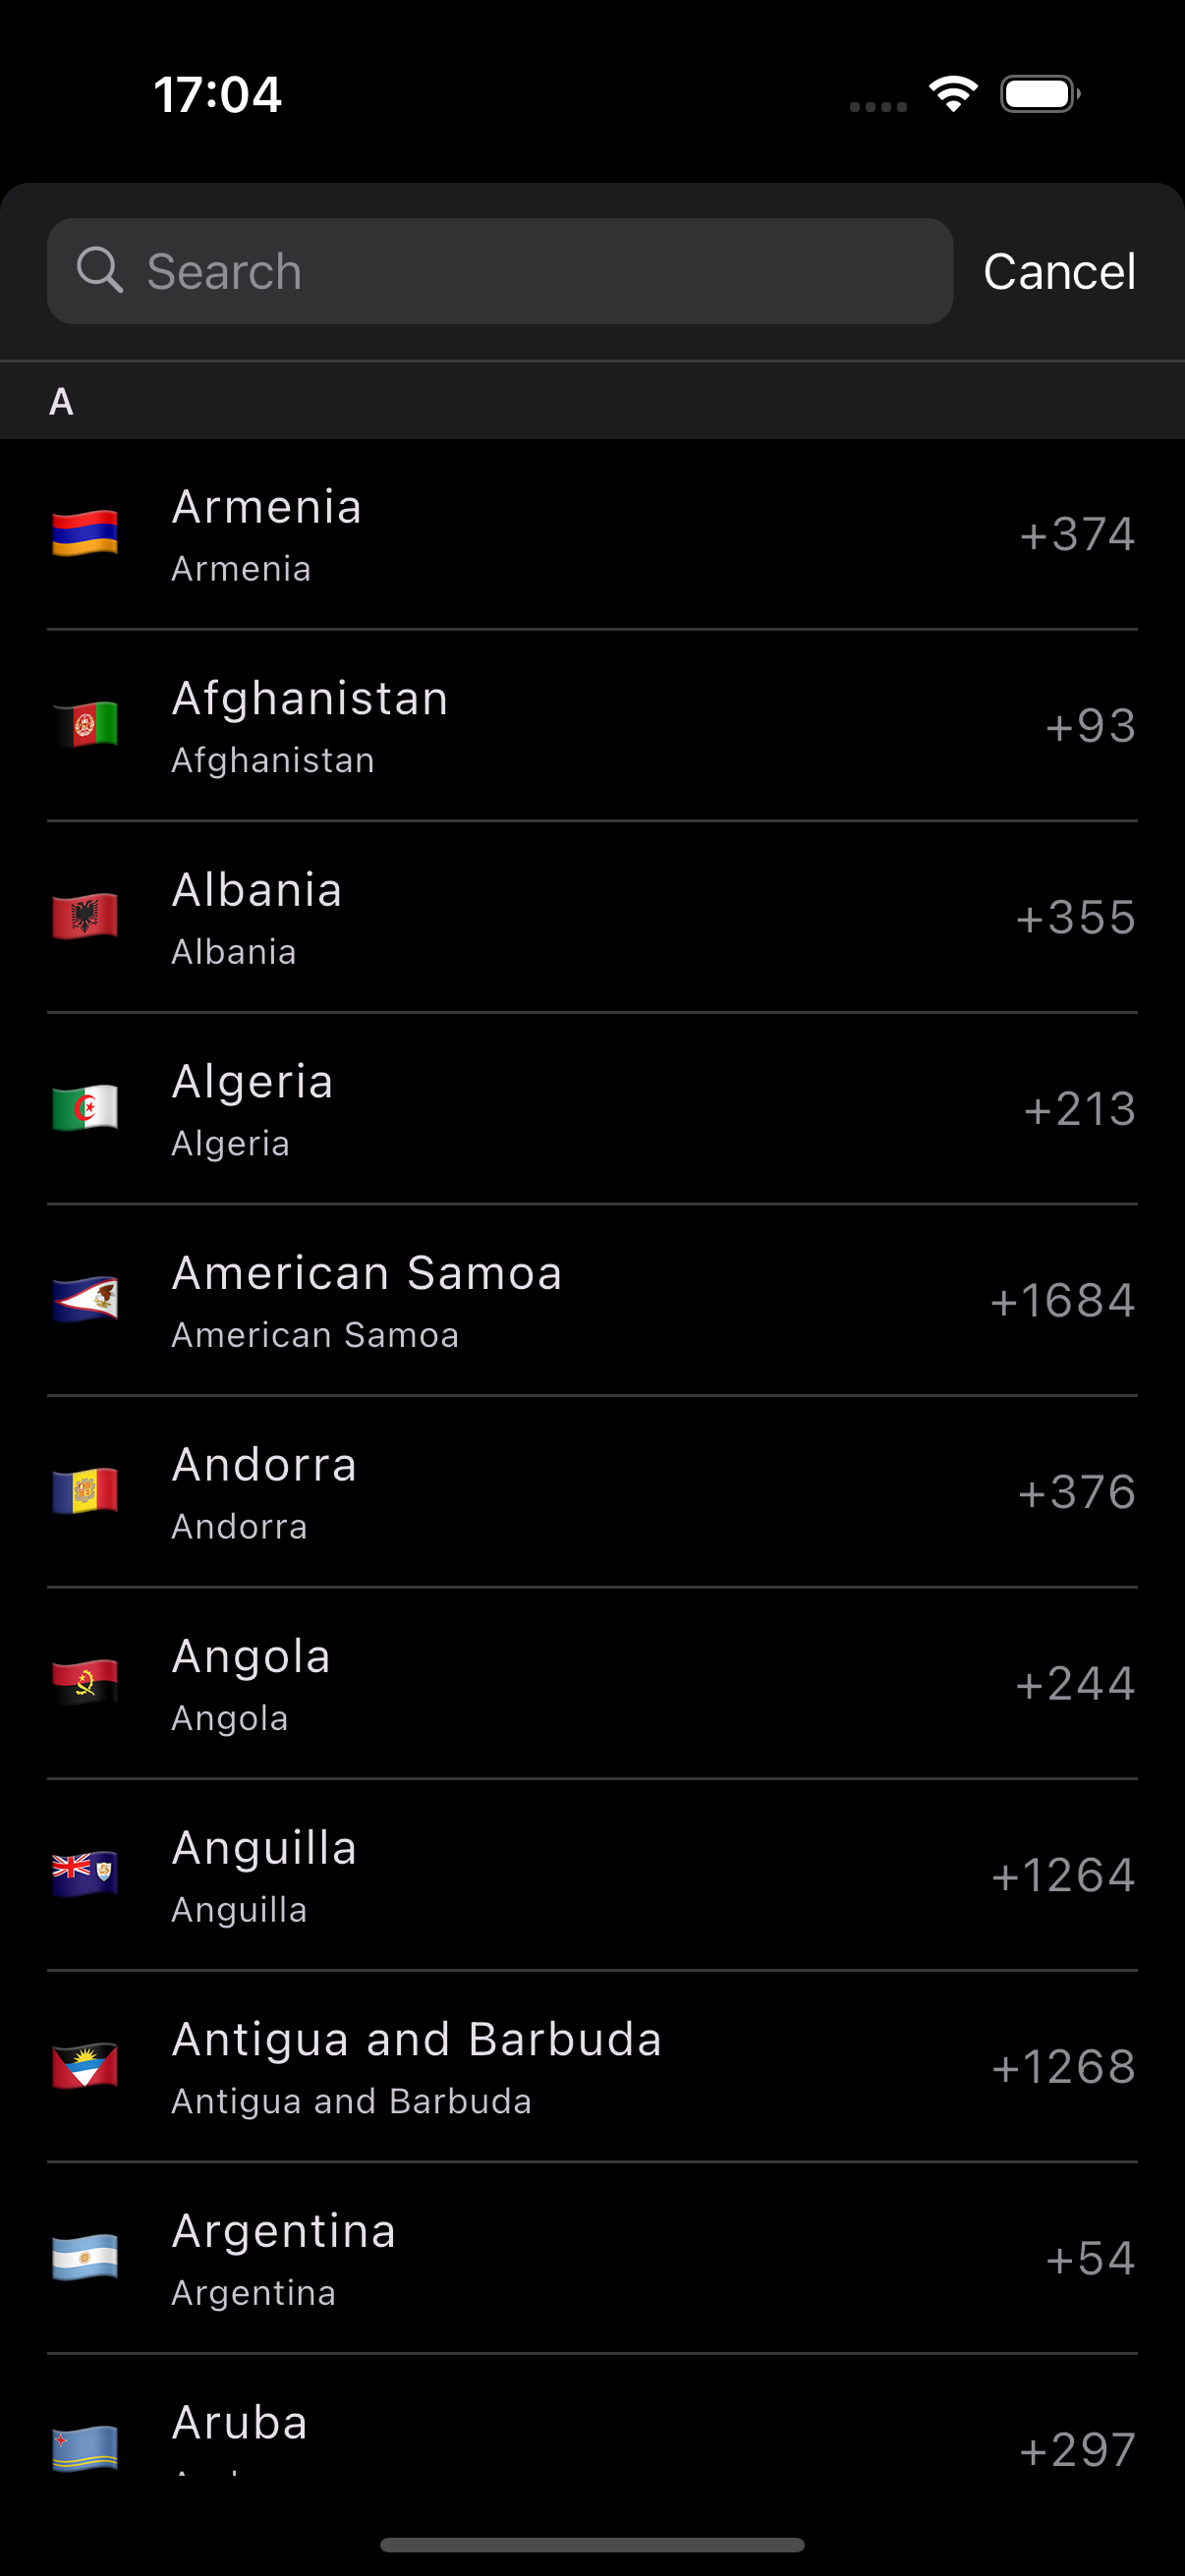 17:04
Search
Cancel
A
Armenia
+374
Armenia
Afghanistan
+93
Afghanistan
Albania
+355
Albania
Algeria
+213
Algeria
American Samoa
+1684
American Samoa
Andorra
+376
Andorra
Angola
+244
Angola
Anguilla
+1264
Anguilla
Antigua and Barbuda
+1268
Antigua and Barbuda
Argentina
+54
Argentina
Aruba
+297